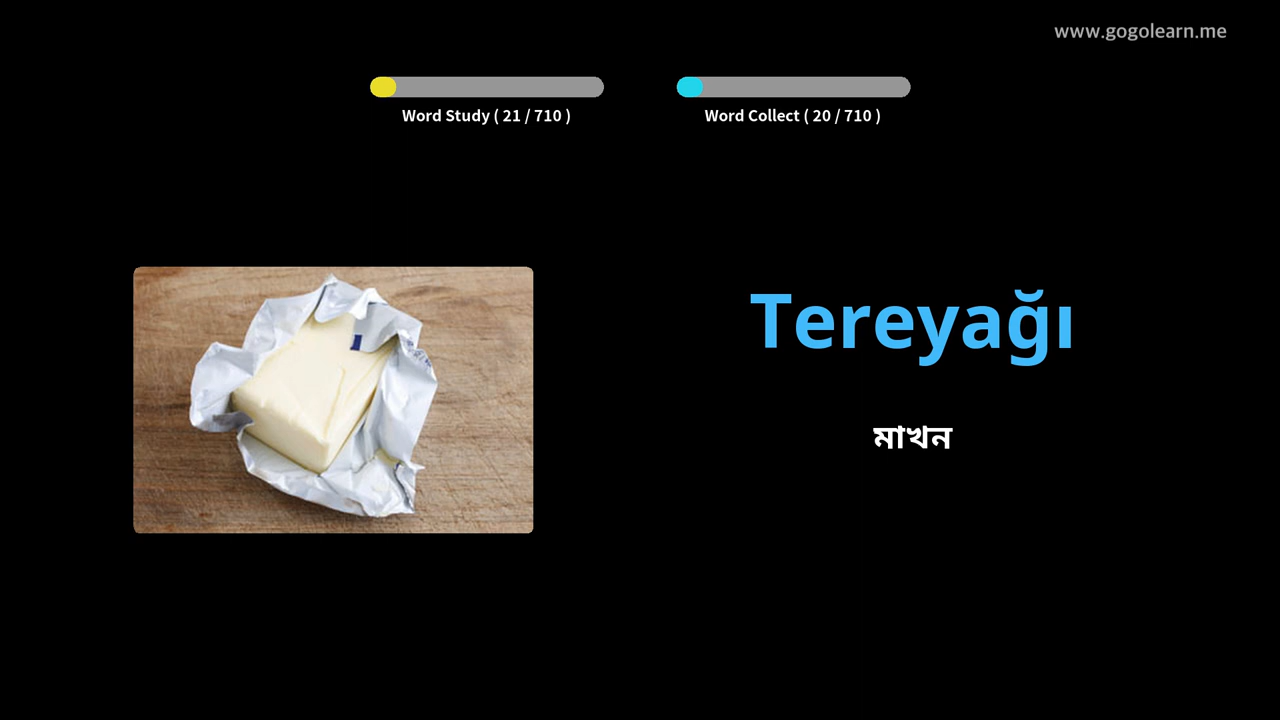 www.gogolearn.me
Word Study ( 21 / 710 )
Word Collect ( 20 / 710 )
Tereyağı
মাখন